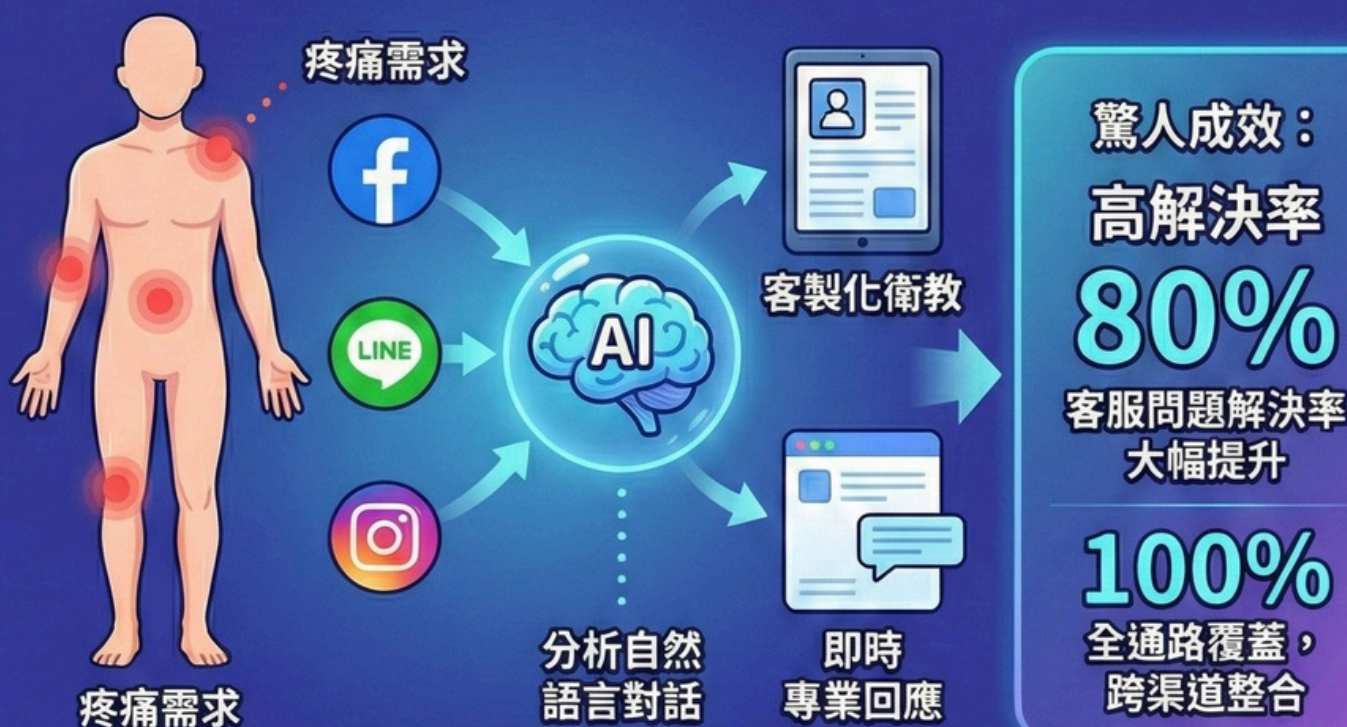 疼痛需求
疼痛需求
LINE
AI
分析自然
語言對話
客製化衛教
即時
專業回應
驚人成效：
高解決率
80%
客服問題解決率
大幅提升
100%
全通路覆蓋，
跨渠道整合